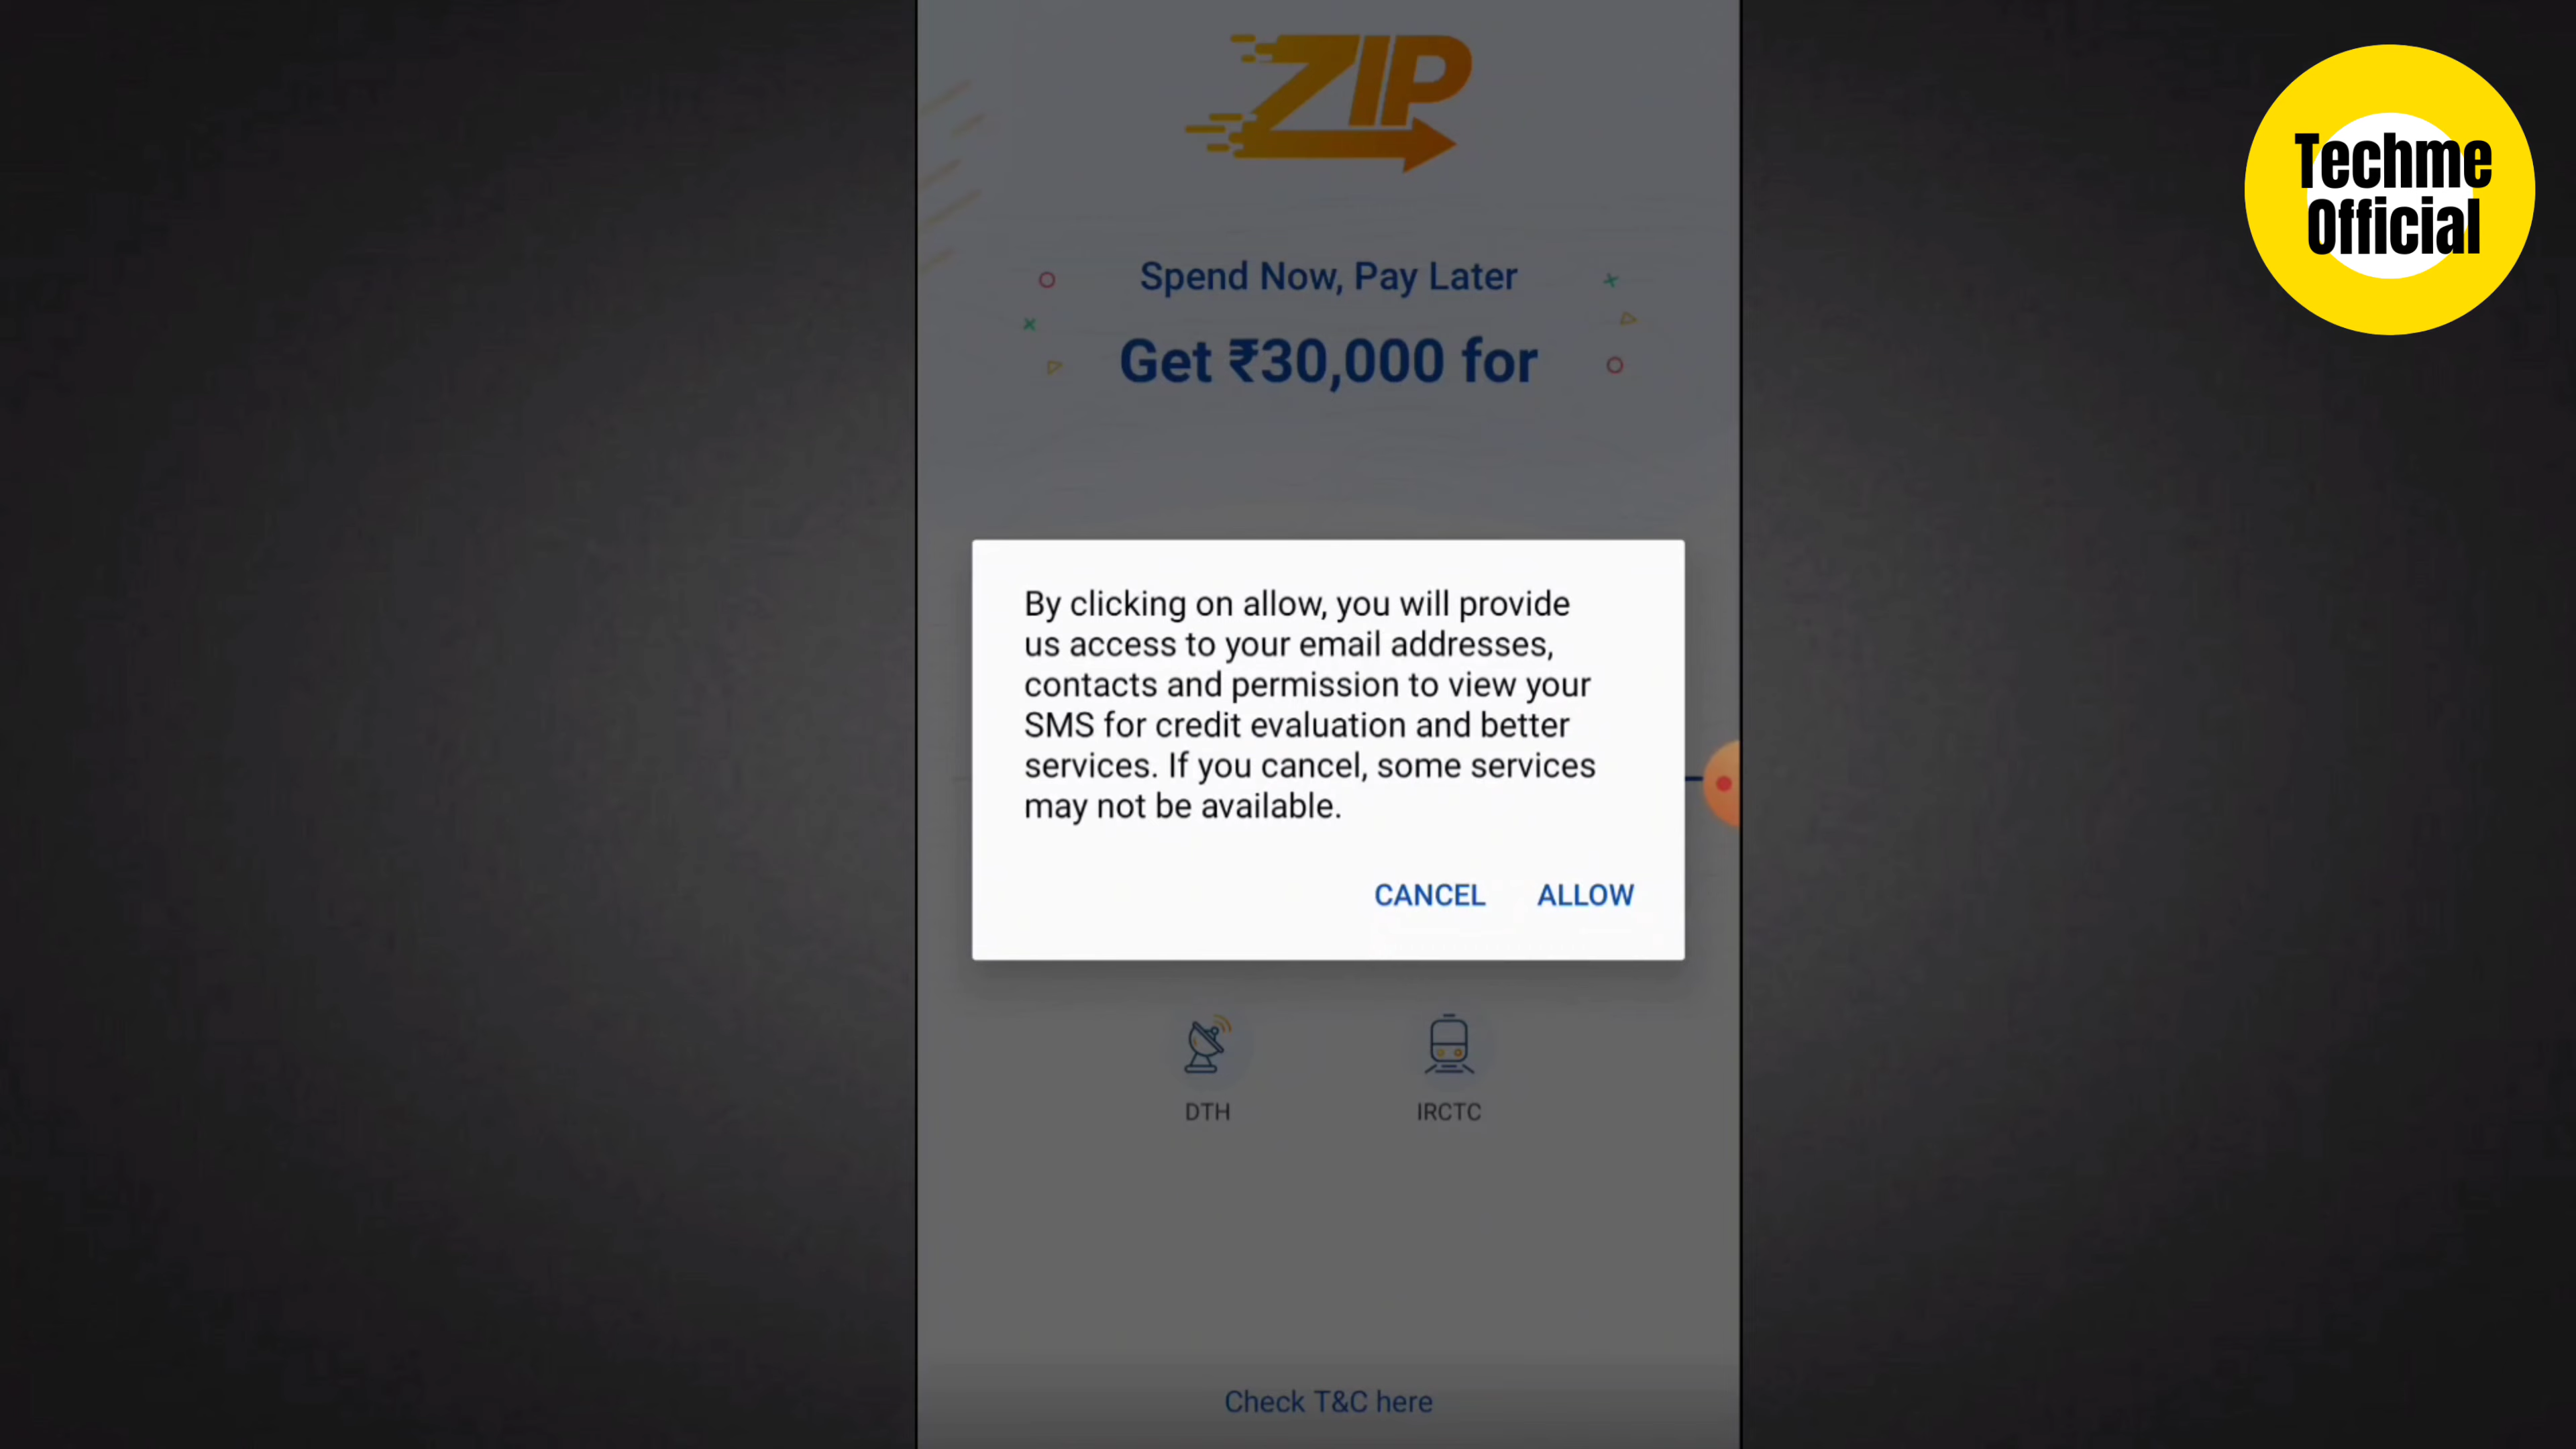 ZIP
Techme
Official
Spend Now, Pay Later
Get ₹30,000 for
By clicking on allow, you will provide
us access to your email addresses,
contacts and permission to view your
SMS for credit evaluation and better
services. If you cancel, some services
may not be available.
CANCEL ALLOW
DTH IRCTC
Check T&C here